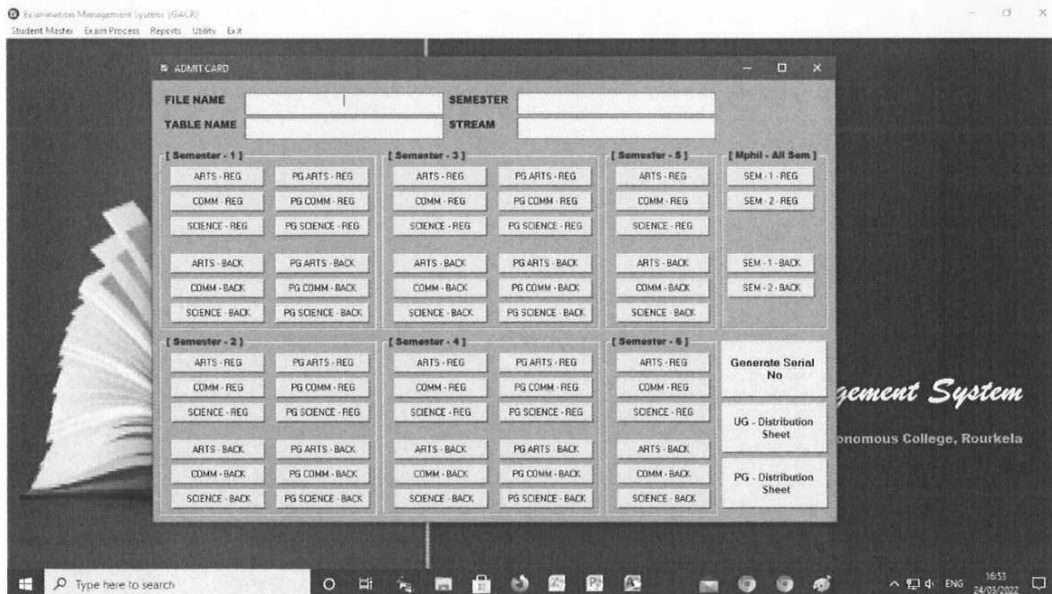 Examination Management System (GACR)
Student Master Exam Process Reports Utility Exit
ADMIT CARD
FILE NAME SEMESTER
TABLE NAME STREAM
[ Semester - 1 ]
ARTS - REG PG ARTS - REG
COMM - REG PG COMM - REG
SCIENCE - REG PG SCIENCE - REG
ARTS - BACK PG ARTS - BACK
COMM - BACK PG COMM - BACK
SCIENCE - BACK PG SCIENCE - BACK
[ Semester - 3 ]
ARTS - REG PG ARTS - REG
COMM - REG PG COMM - REG
SCIENCE - REG PG SCIENCE - REG
ARTS - BACK PG ARTS - BACK
COMM - BACK PG COMM - BACK
SCIENCE - BACK PG SCIENCE - BACK
[ Semester - 5 ]
ARTS - REG
COMM - REG
SCIENCE - REG
ARTS - BACK
COMM - BACK
SCIENCE - BACK
[ Mphil - All Sem ]
SEM - 1 - REG
SEM - 2 - REG
SEM - 1 - BACK
SEM - 2 - BACK
[ Semester - 2 ]
ARTS - REG PG ARTS - REG
COMM - REG PG COMM - REG
SCIENCE - REG PG SCIENCE - REG
ARTS - BACK PG ARTS - BACK
COMM - BACK PG COMM - BACK
SCIENCE - BACK PG SCIENCE - BACK
[ Semester - 4 ]
ARTS - REG PG ARTS - REG
COMM - REG PG COMM - REG
SCIENCE - REG PG SCIENCE - REG
ARTS - BACK PG ARTS - BACK
COMM - BACK PG COMM - BACK
SCIENCE - BACK PG SCIENCE - BACK
[ Semester - 6 ]
ARTS - REG
COMM - REG
SCIENCE - REG
ARTS - BACK
COMM - BACK
SCIENCE - BACK
Generate Serial
No
UG - Distribution
Sheet
PG - Distribution
Sheet
gement System
onomous College, Rourkela
Type here to search
ENG
16:53
24/03/2022